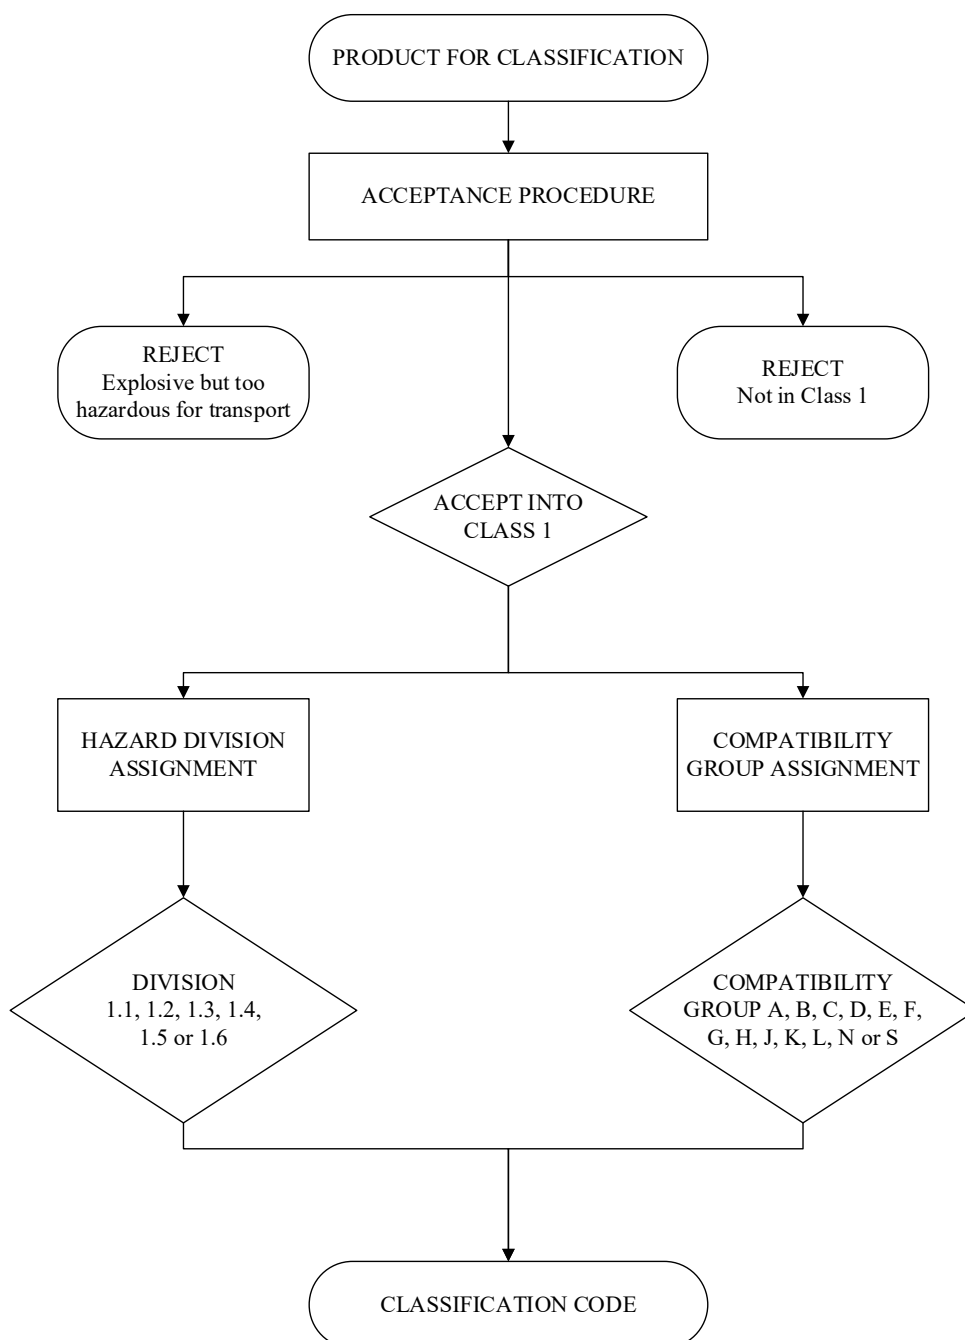 PRODUCT FOR CLASSIFICATION
ACCEPTANCE PROCEDURE
REJECT
Explosive but too
hazardous for transport
REJECT
Not in Class 1
ACCEPT INTO
CLASS 1
HAZARD DIVISION
ASSIGNMENT
COMPATIBILITY
GROUP ASSIGNMENT
DIVISION
1.1, 1.2, 1.3, 1.4,
1.5 or 1.6
COMPATIBILITY
GROUP A, B, C, D, E, F,
G, H, J, K, L, N or S
CLASSIFICATION CODE